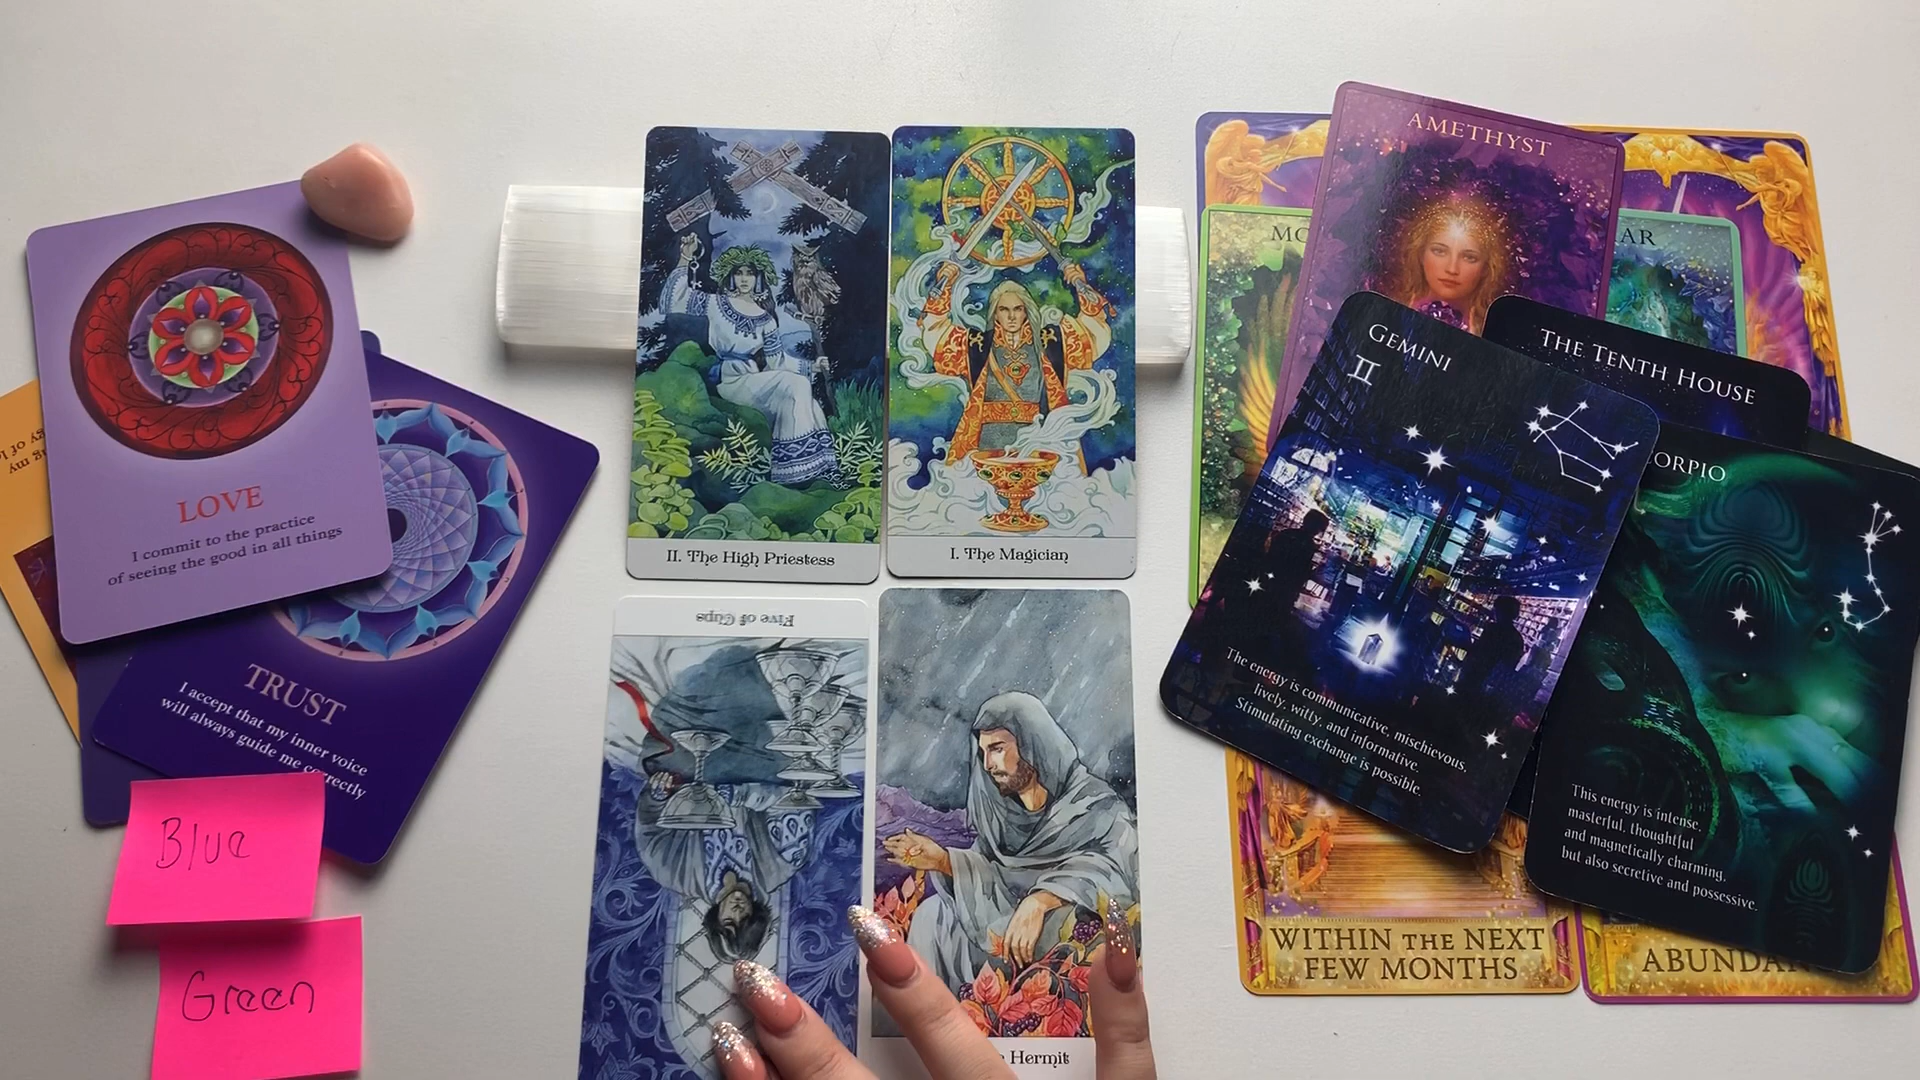 LOVE
I commit to the practice
of seeing the good in all things
TRUST
I accept that my inner voice
will always guide me correctly
Blue
Green
II. The High Priestess
I. The Magician
Five of Cups
Hermit
AMETHYST
GEMINI
The energy is communicative, mischievous,
lively, witty, and informative.
Stimulating exchange is possible.
THE TENTH HOUSE
ORPIO
This energy is intense,
masterful, thoughtful
and magnetically charming,
but also secretive and possessive.
WITHIN THE NEXT
FEW MONTHS
ABUNDAN